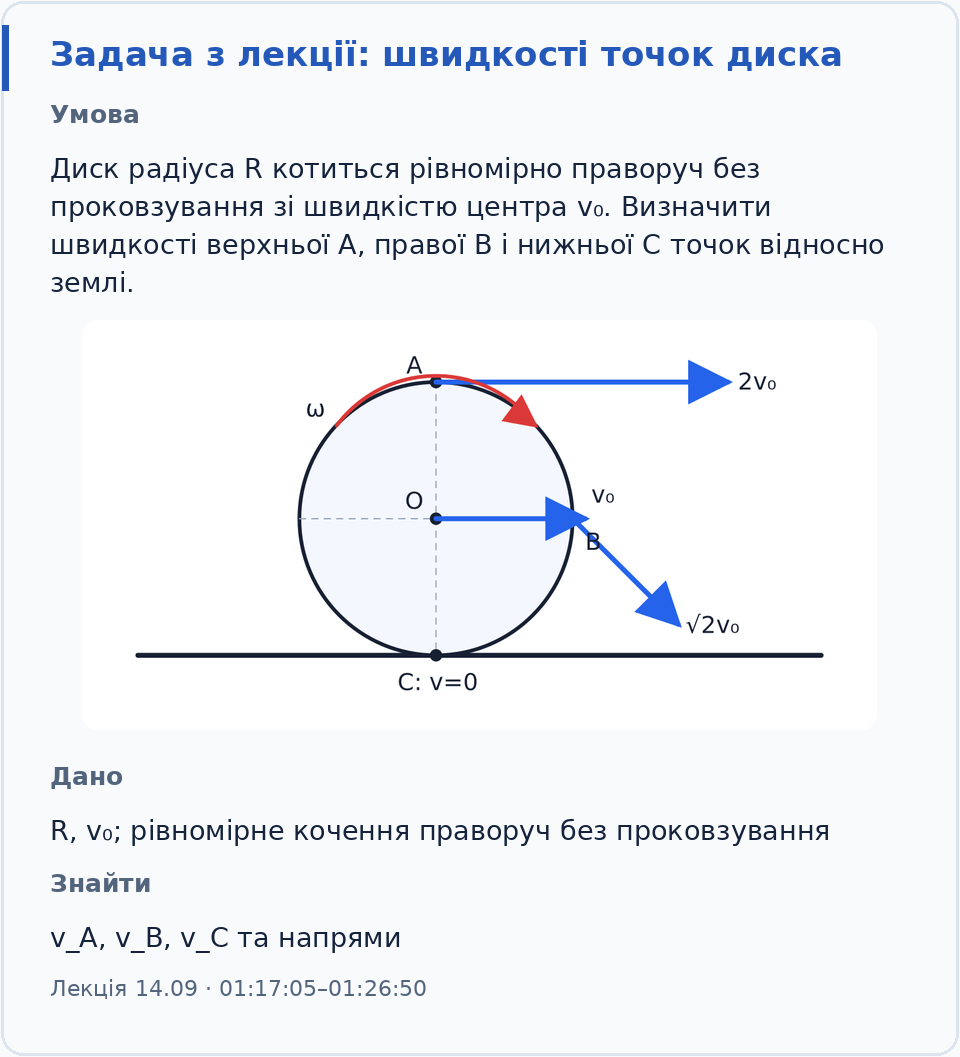 Задача з лекції: швидкості точок диска
Умова
Диск радіуса R котиться рівномірно праворуч без
проковзування зі швидкістю центра v₀. Визначити
швидкості верхньої A, правої B і нижньої C точок відносно
землі.
A
2v₀
ω
O
v₀
B
√2v₀
C: v=0
Дано
R, v₀; рівномірне кочення праворуч без проковзування
Знайти
v_A, v_B, v_C та напрями
Лекція 14.09 · 01:17:05–01:26:50